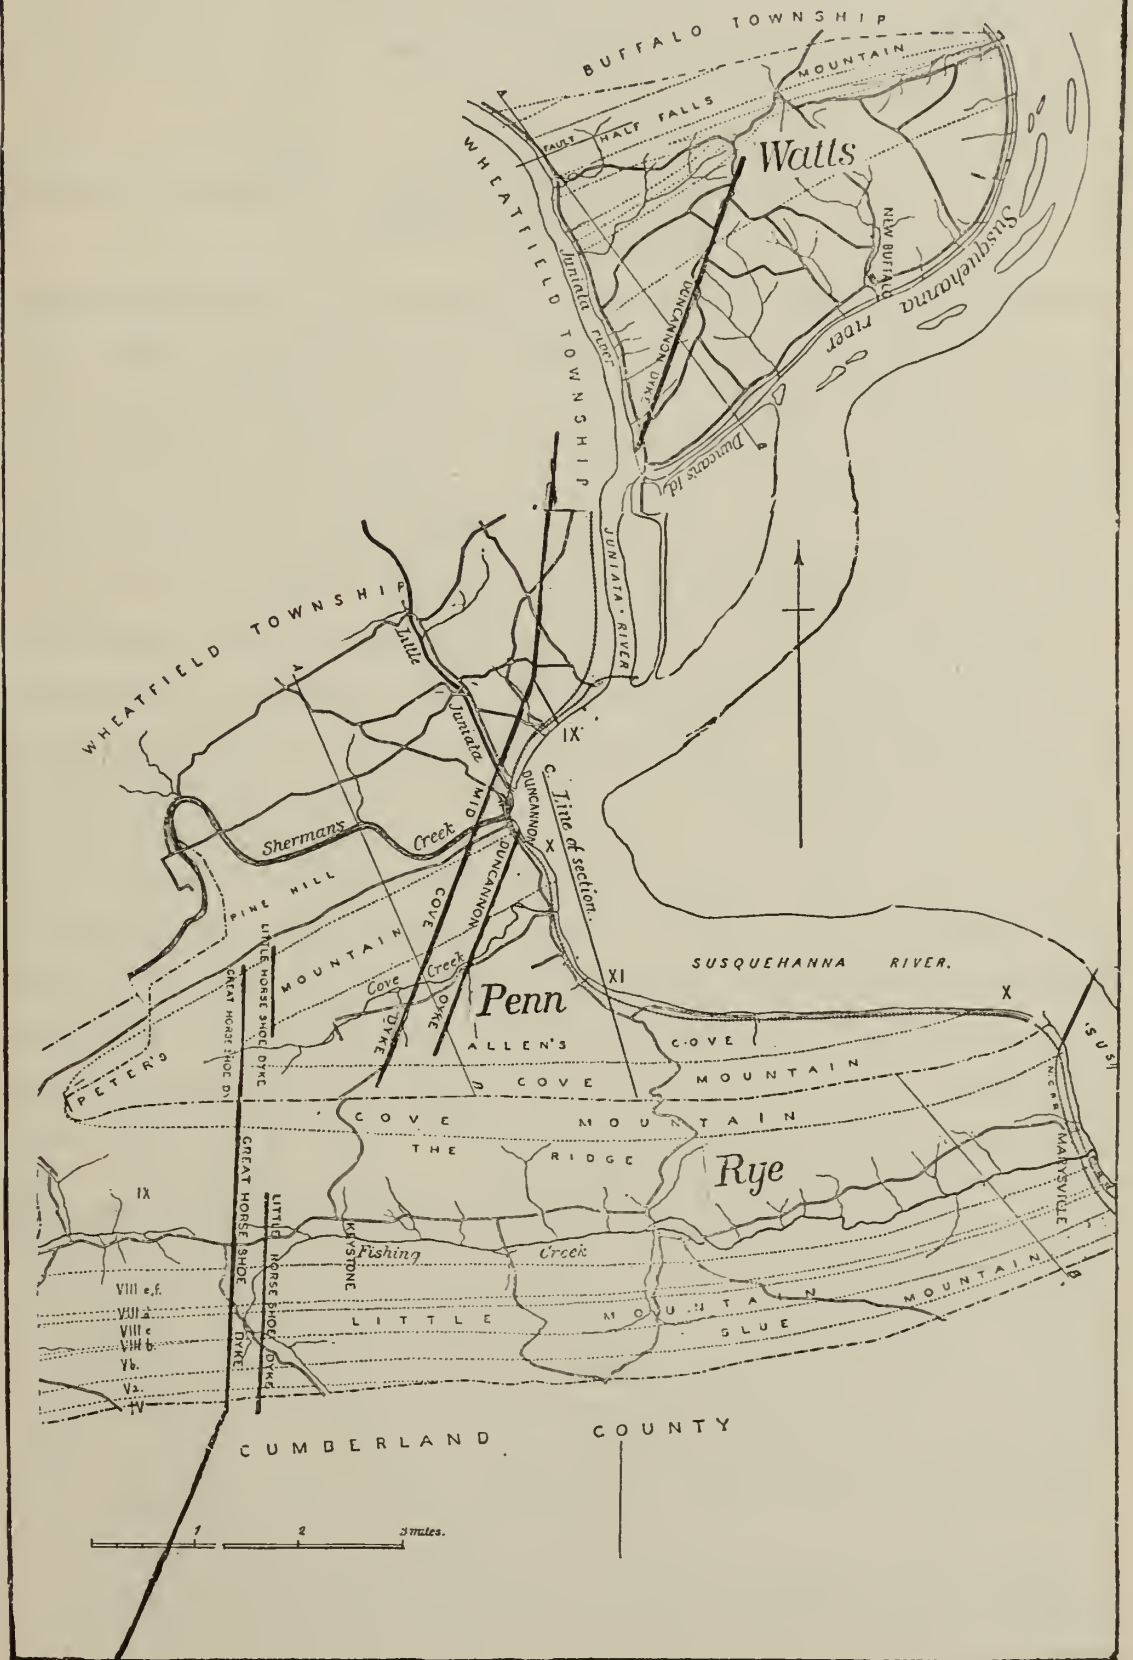 BUFFALO TOWNSHIP
MOUNTAIN
HALF FALLS
FAULT
Watts
WHEATFIELD TOWNSHIP
NEW BUFFALO
Susquehanna
river
Juniata
river
DUNCANNON DYKE
Duncan's Id.
B
JUNIATA RIVER
WHEATFIELD TOWNSHIP
A
Little
Juniata
IX
C.
Line of section.
MID
DUNCANNON
X
Sherman's
Creek
DUNCANNON
PINE HILL
COVE
MOUNTAIN
LITTLE HORSE SHOE DYKE
GREAT HORSE SHOE DY
Cove
Creek
DYKE
DYKE
Penn
XI
SUSQUEHANNA RIVER.
X
SUS
PETER'S
ALLEN'S COVE
COVE MOUNTAIN
COVE MOUNTAIN
THE RIDGE
N.C.R.R.
MARYSVILLE
Rye
IX
GREAT HORSE SHOE
DYKE
LITTLE HORSE SHOE DYKE
KEYSTONE
Fishing Creek
B
VIII e,f.
VIII d.
VIII c
VIII b.
Vb.
Va.
IV
LITTLE MOUNTAIN
BLUE MOUNTAIN
CUMBERLAND COUNTY
1 2 3 miles.